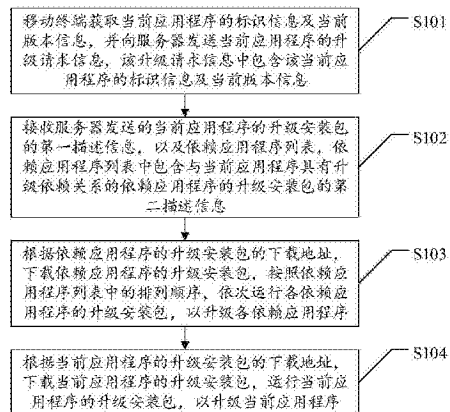 移动终端获取当前应用程序的标识信息及当前
版本信息，并向服务器发送当前应用程序的升
级请求信息，该升级请求信息中包含该当前应
用程序的标识信息及当前版本信息
S101
接收服务器发送的当前应用程序的升级安装包
的第一描述信息，以及依赖应用程序列表，依
赖应用程序列表中包含与当前应用程序具有升
级依赖关系的依赖应用程序的升级安装包的第
二描述信息
S102
根据依赖应用程序的升级安装包的下载地址，
下载依赖应用程序的升级安装包，按照依赖应
用程序列表中的排列顺序，依次运行各依赖应
用程序的升级安装包，以升级各依赖应用程序
S103
根据当前应用程序的升级安装包的下载地址，
下载当前应用程序的升级安装包，运行当前应
用程序的升级安装包，以升级当前应用程序
S104